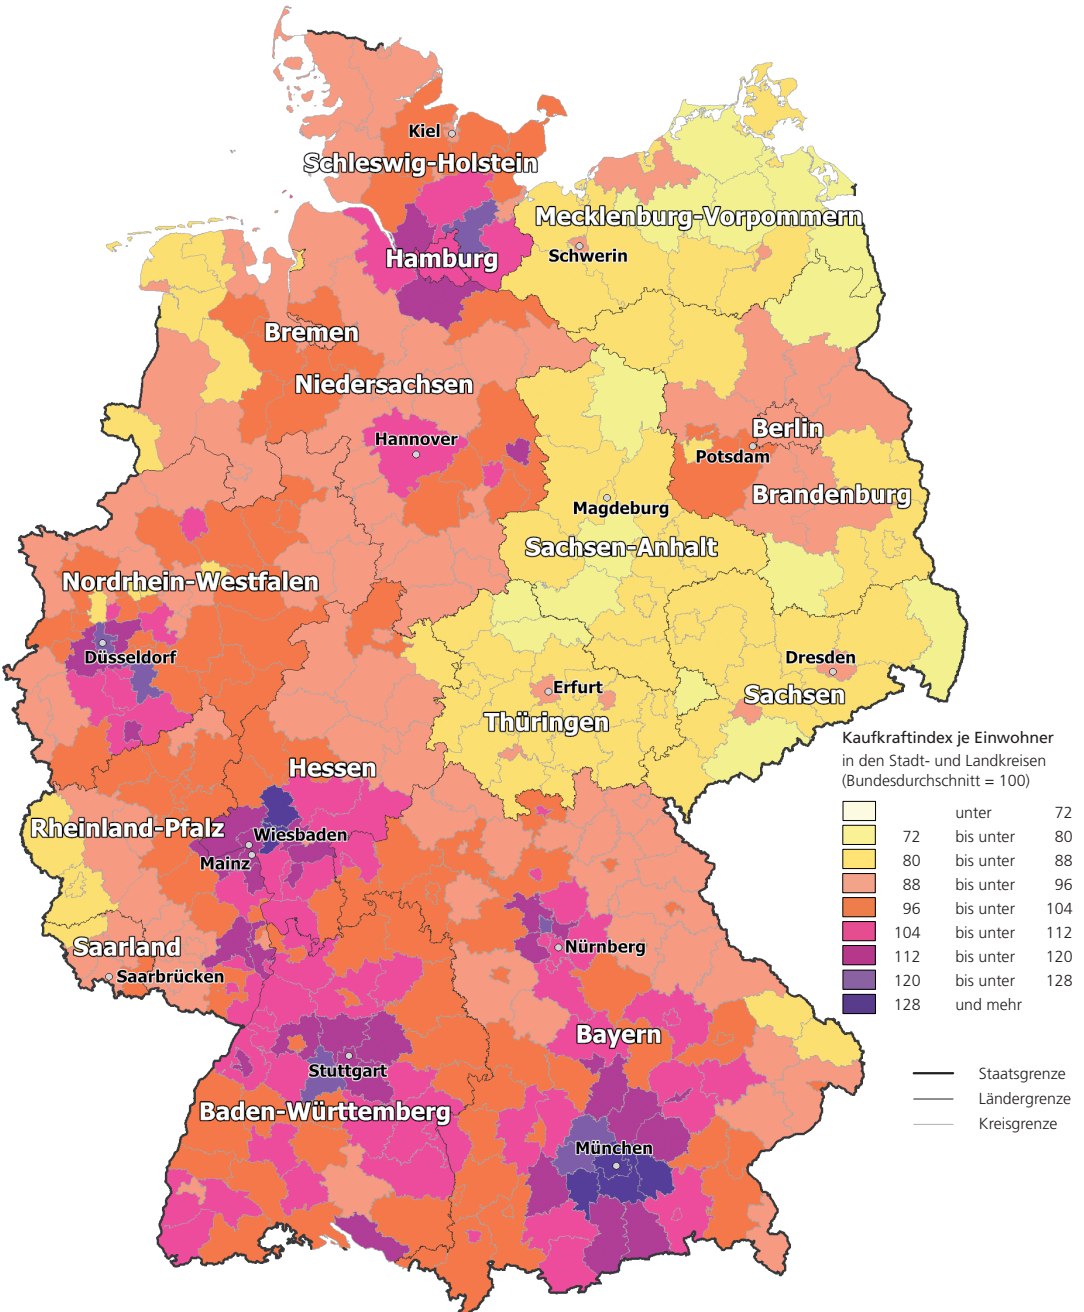 Kiel
Schleswig-Holstein
Mecklenburg-Vorpommern
Schwerin
Hamburg
Bremen
Niedersachsen
Hannover
Berlin
Potsdam
Brandenburg
Magdeburg
Sachsen-Anhalt
Nordrhein-Westfalen
Düsseldorf
Dresden
Erfurt
Sachsen
Thüringen
Hessen
Rheinland-Pfalz
Wiesbaden
Mainz
Saarland
Saarbrücken
Nürnberg
Bayern
Stuttgart
Baden-Württemberg
München
Kaufkraftindex je Einwohner
in den Stadt- und Landkreisen
(Bundesdurchschnitt = 100)
unter 72
72 bis unter 80
80 bis unter 88
88 bis unter 96
96 bis unter 104
104 bis unter 112
112 bis unter 120
120 bis unter 128
128 und mehr
Staatsgrenze
Ländergrenze
Kreisgrenze